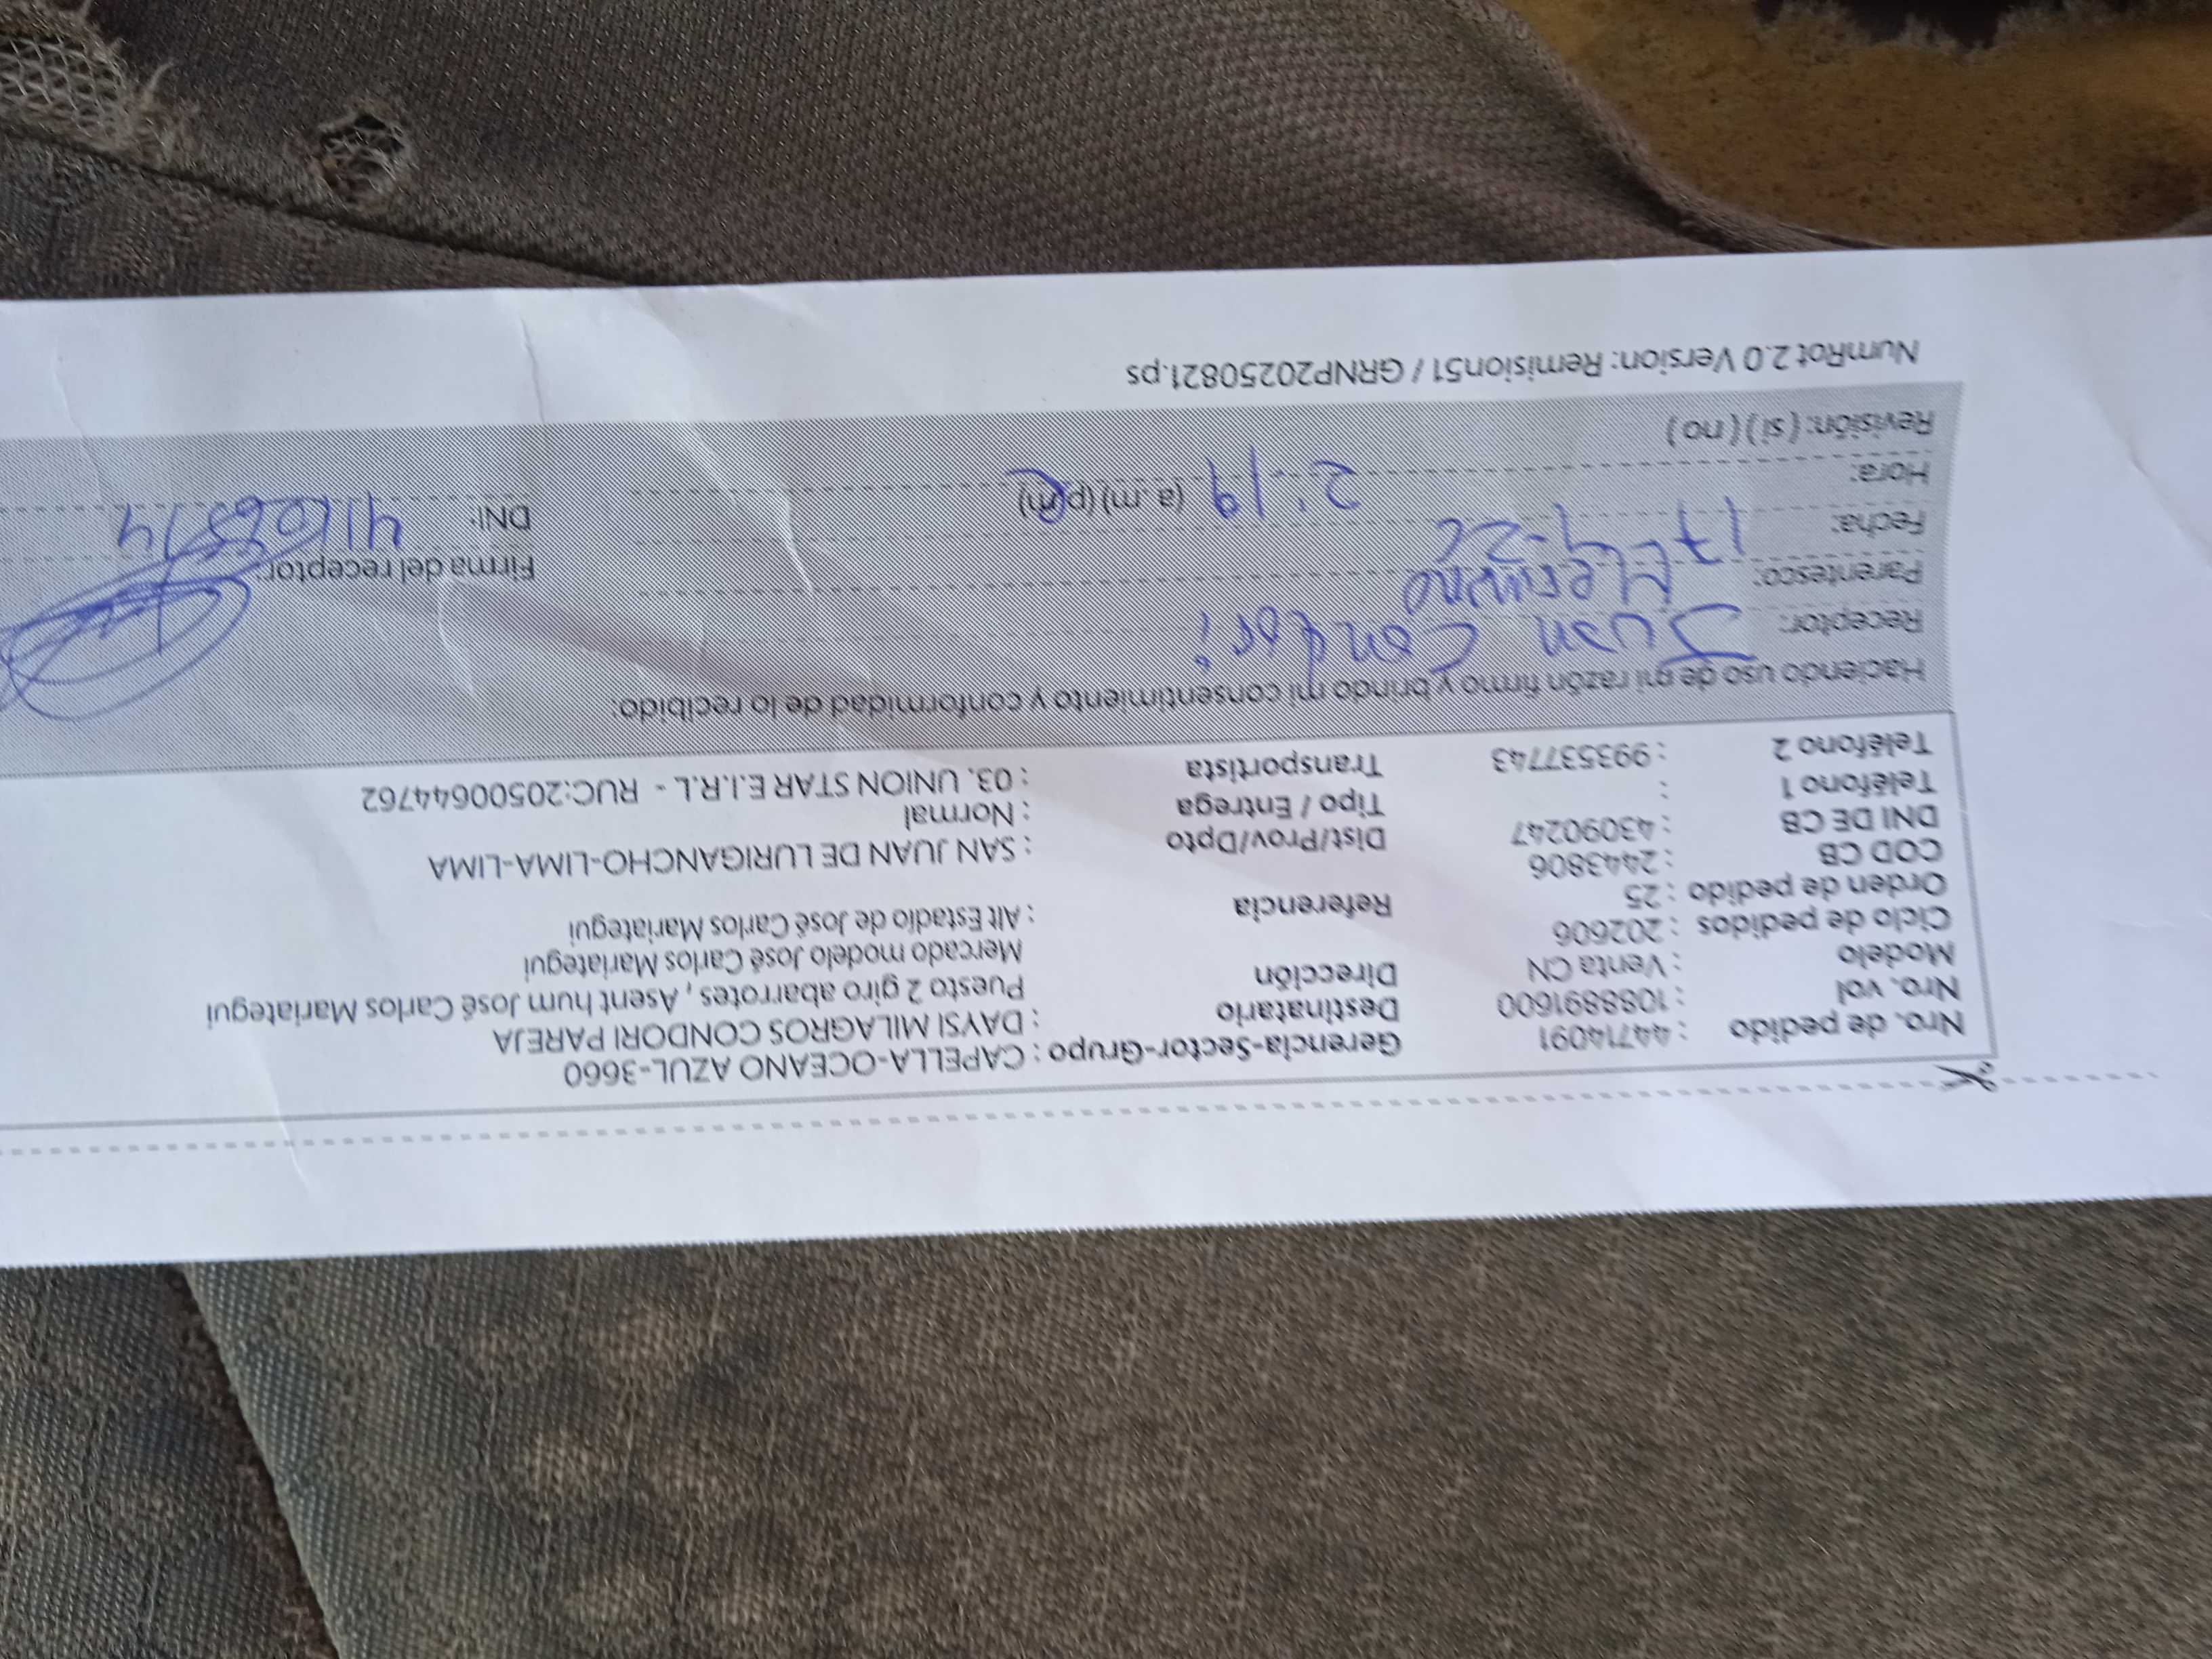 Nro. de pedido : 44714091 Gerencia-Sector-Grupo : CAPELLA-OCEANO AZUL-3660
Nro. vol : 1088891600 Destinatario : DAYSI MILAGROS CONDORI PAREJA
Modelo : Venta CN Dirección Puesto 2 giro abarrotes , Asent hum José Carlos Mariategui
Ciclo de pedidos : 202606 Mercado modelo José Carlos Mariategui
Orden de pedido : 25 Referencia : Alt Estadio de José Carlos Mariategui
COD CB : 2443806
DNI DE CB : 43090247 Dist/Prov/Dpto : SAN JUAN DE LURIGANCHO-LIMA-LIMA
Teléfono 1 : Tipo / Entrega : Normal
Teléfono 2 : 993537743 Transportista : 03. UNION STAR E.I.R.L - RUC:20500644762
Haciendo uso de mi razón firmo y brindo mi consentimiento y conformidad de lo recibido:
Receptor: Juan Condori
Parentesco: Firma del receptor:
Fecha: 17 DNI:
Hora: 2:19 (a.m) (p.m)
Revisión: (si) (no)
NumRot 2.0 Version: Remision51 / GRNP20250821.ps